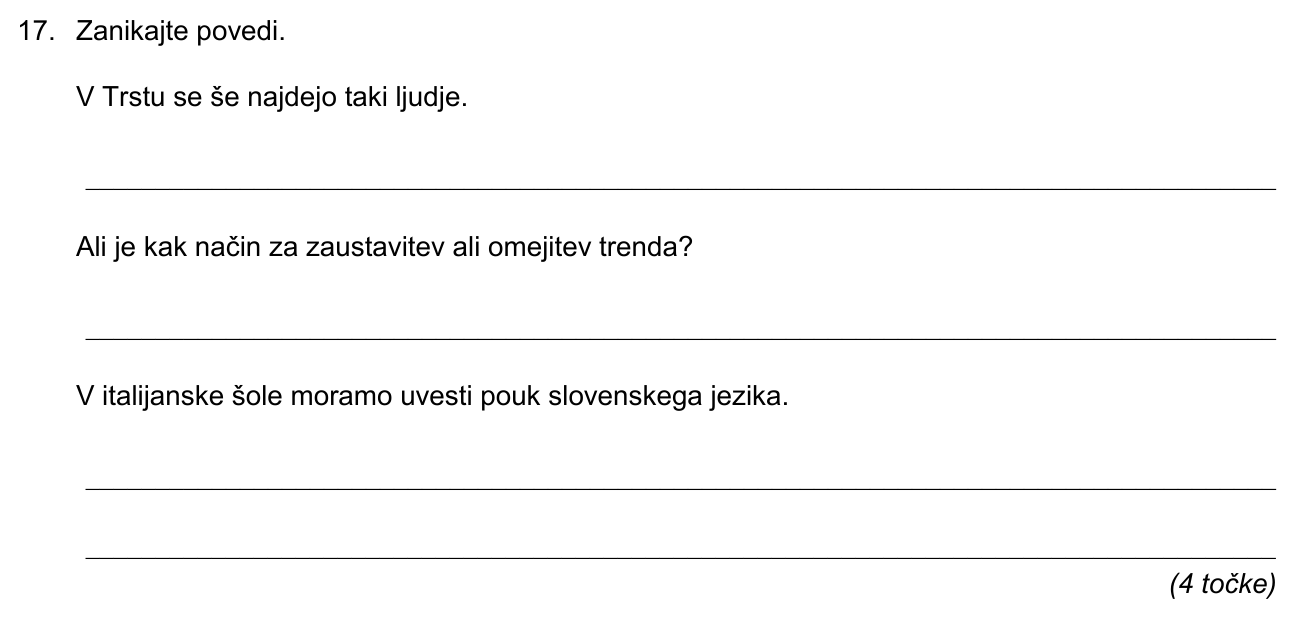 17. Zanikajte povedi.
V Trstu se še najdejo taki ljudje.
Ali je kak način za zaustavitev ali omejitev trenda?
V italijanske šole moramo uvesti pouk slovenskega jezika.
(4 točke)